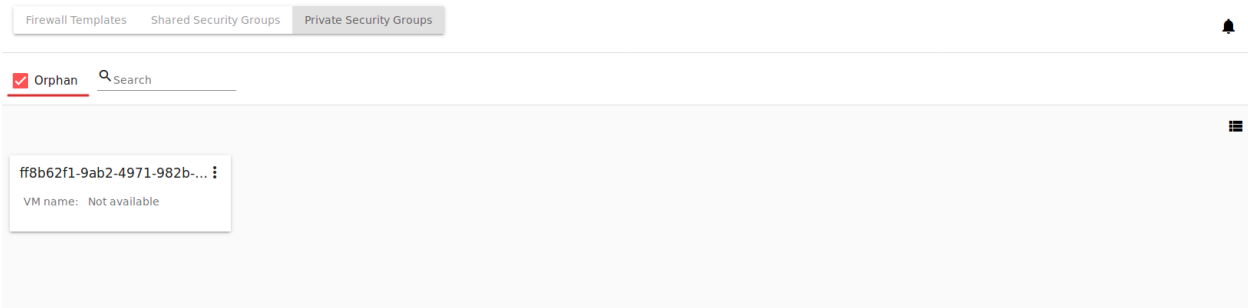 Firewall Templates Shared Security Groups Private Security Groups
Orphan Search
ff8b62f1-9ab2-4971-982b-...
VM name: Not available